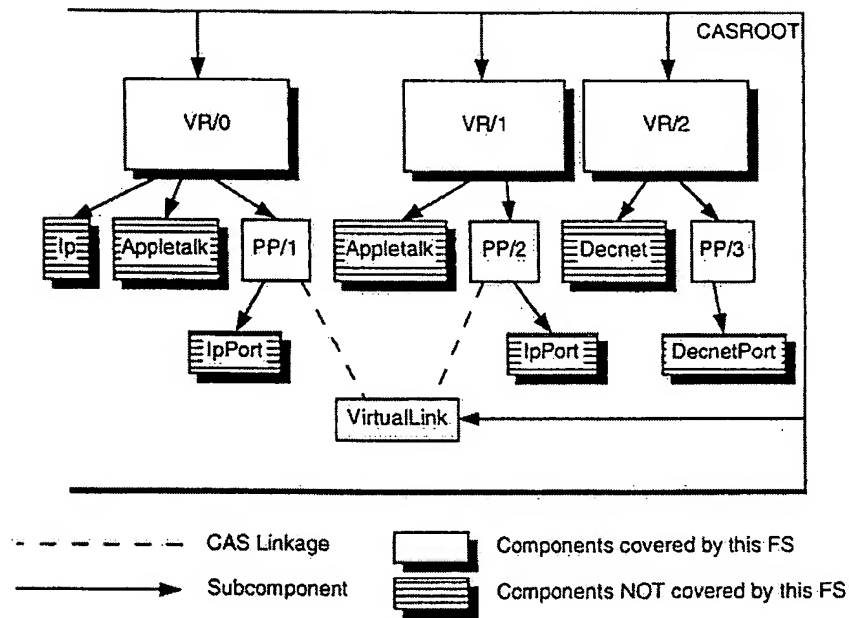 CASROOT
VR/0
VR/1
VR/2
Ip
Appletalk
PP/1
Appletalk
PP/2
Decnet
PP/3
IpPort
IpPort
DecnetPort
VirtualLink
CAS Linkage
Components covered by this FS
Subcomponent
Components NOT covered by this FS